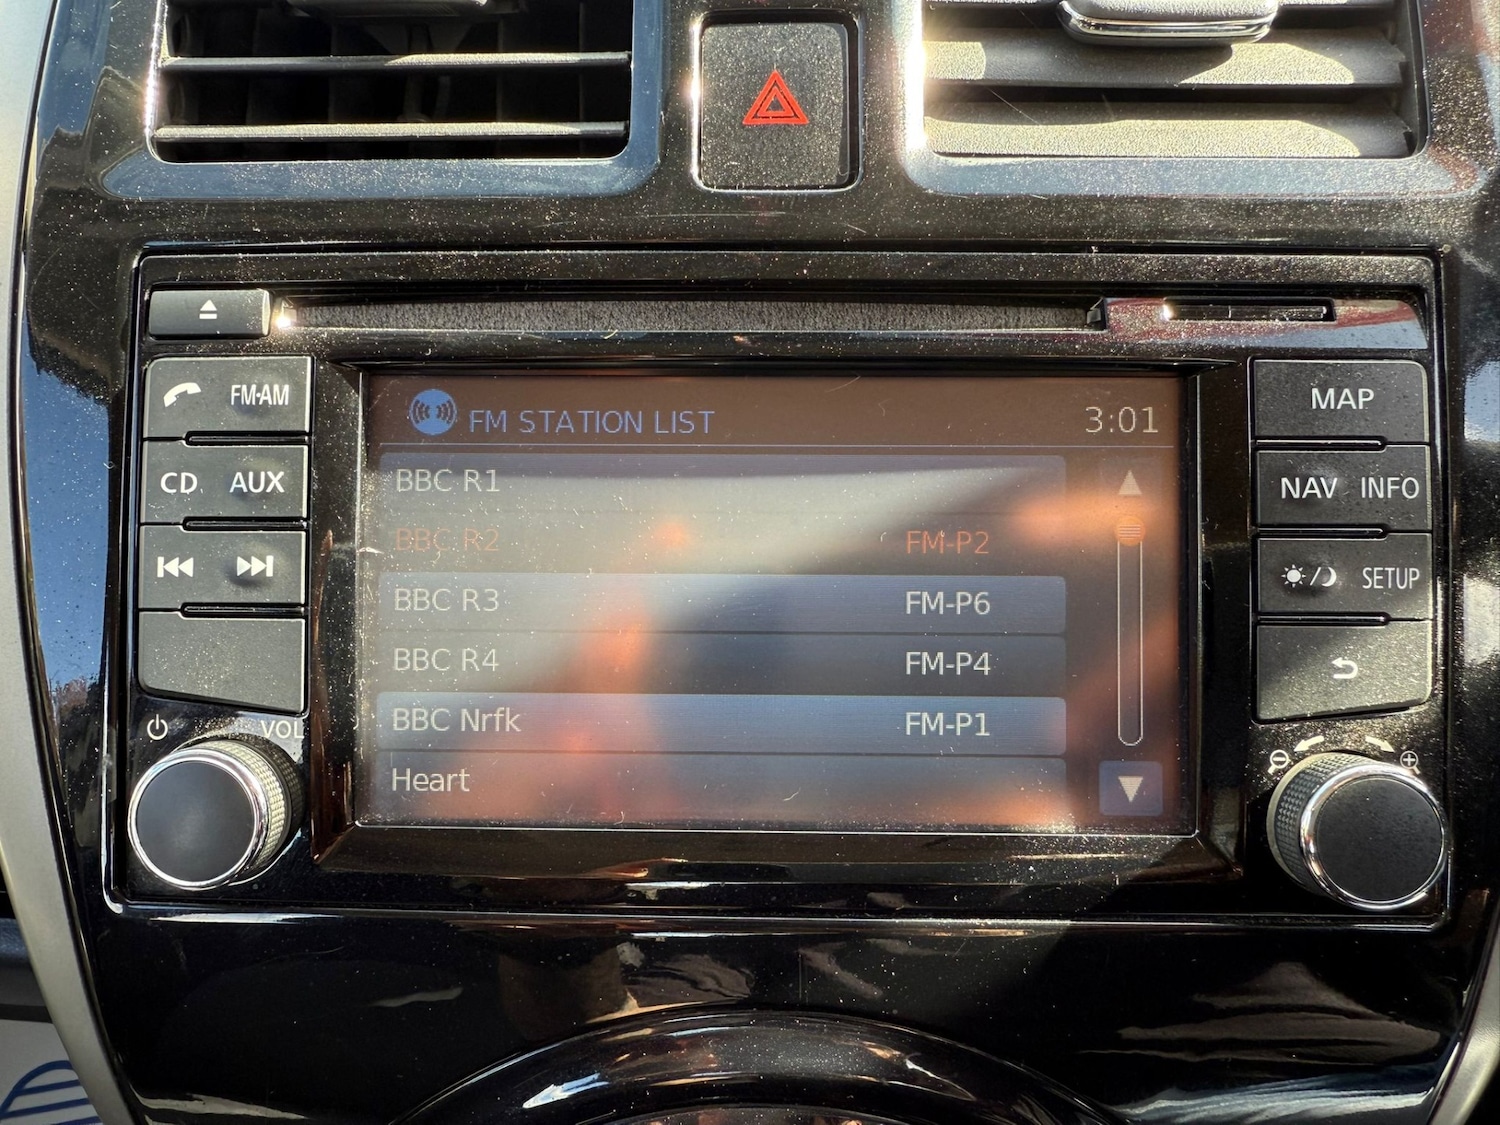 FM·AM
CD AUX
VOL
FM STATION LIST 3:01
BBC R1
BBC R2 FM-P2
BBC R3 FM-P6
BBC R4 FM-P4
BBC Nrfk FM-P1
Heart
MAP
NAV INFO
SETUP